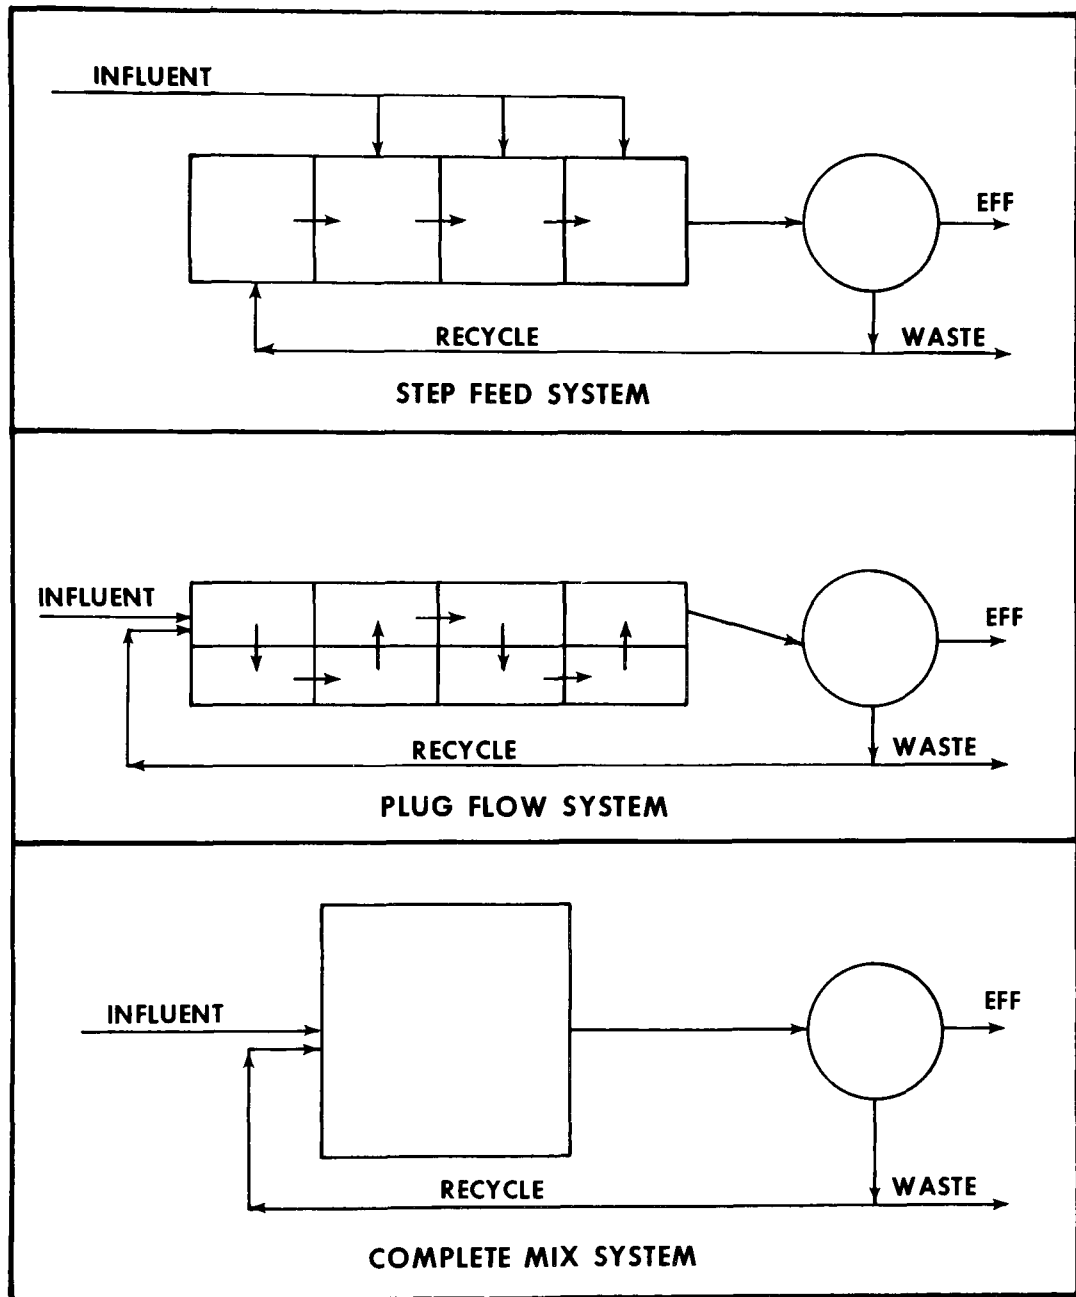 INFLUENT
EFF
RECYCLE
WASTE
STEP FEED SYSTEM
INFLUENT
EFF
RECYCLE
WASTE
PLUG FLOW SYSTEM
INFLUENT
EFF
RECYCLE
WASTE
COMPLETE MIX SYSTEM